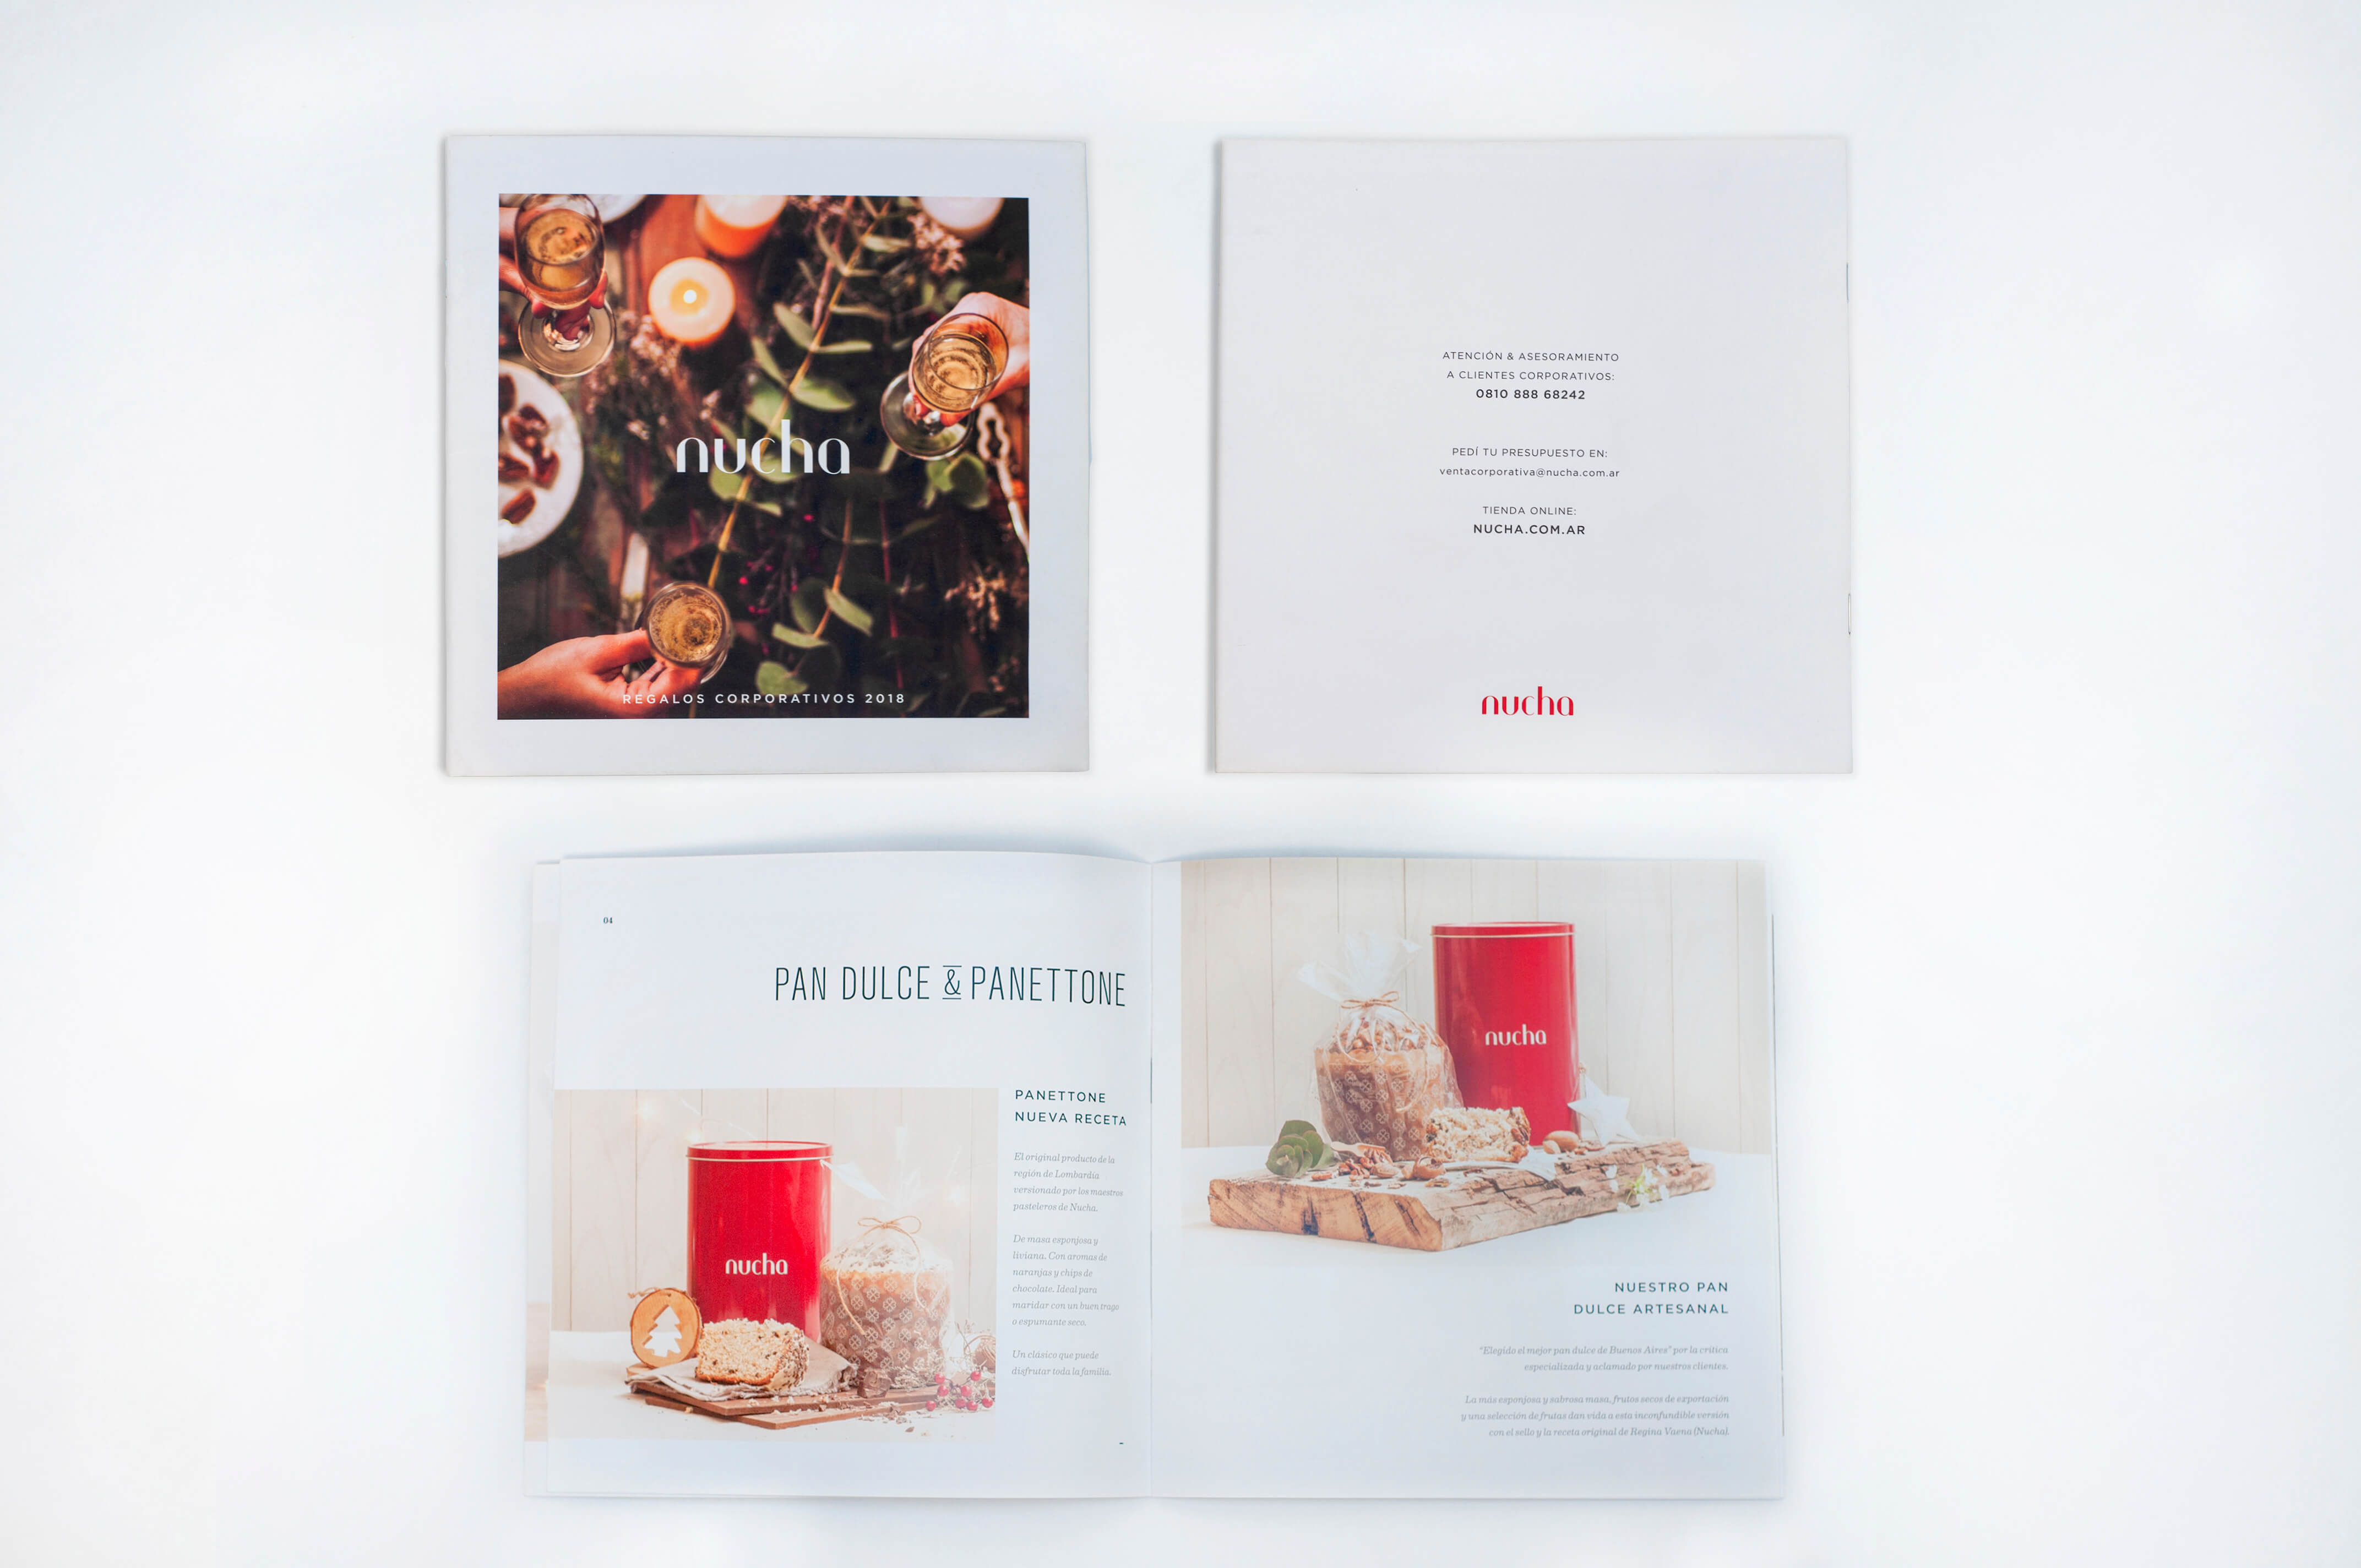 nucha
REGALOS CORPORATIVOS 2018
ATENCIÓN & ASESORAMIENTO
A CLIENTES CORPORATIVOS:
0810 888 68242
PEDÍ TU PRESUPUESTO EN:
ventacorporativa@nucha.com.ar
TIENDA ONLINE:
NUCHA.COM.AR
nucha
04
PAN DULCE & PANETTONE
PANETTONE
NUEVA RECETA
El original producto de la
región de Lombardía
versionado por los maestros
pasteleros de Nucha.
De masa esponjosa y
liviana. Con aromas de
naranjas y chips de
chocolate. Ideal para
maridar con un buen trago
o espumante seco.
Un clásico que puede
disfrutar toda la familia.
nucha
nucha
NUESTRO PAN
DULCE ARTESANAL
"Elegido el mejor pan dulce de Buenos Aires" por la crítica
especializada y aclamado por nuestros clientes.
La más esponjosa y sabrosa masa, frutos secos de exportación
y una selección de frutas dan vida a esta inconfundible versión
con el sello y la receta original de Regina Vaena (Nucha).